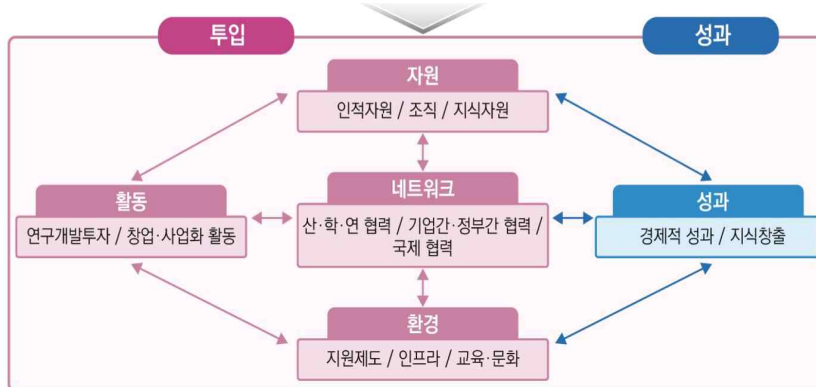 투입
성과
자원
인적자원 / 조직 / 지식자원
활동
연구개발투자 / 창업·사업화 활동
네트워크
산·학·연 협력 / 기업간·정부간 협력 /
국제 협력
성과
경제적 성과 / 지식창출
환경
지원제도 / 인프라 / 교육·문화